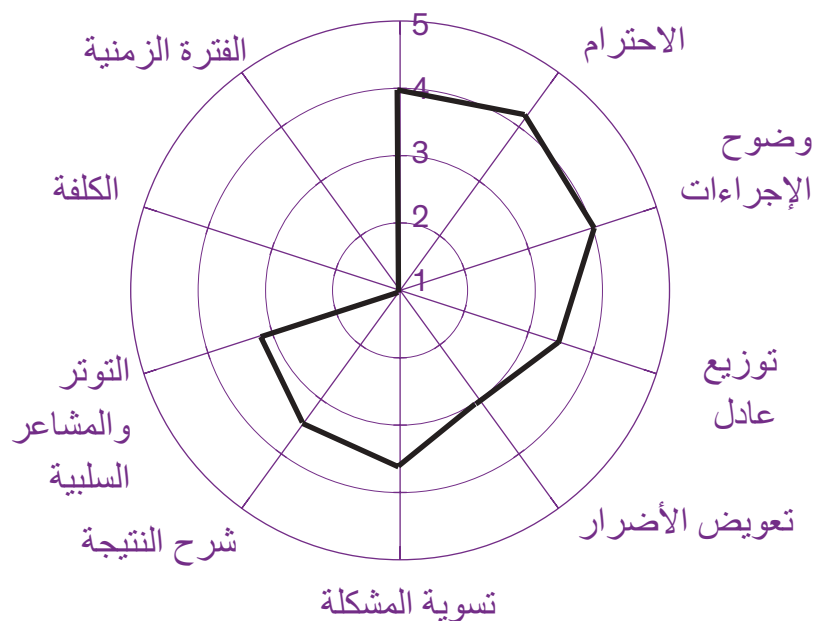 5
4
3
2
1
الاحترام
وضوح
الإجراءات
توزيع
عادل
تعويض الأضرار
تسوية المشكلة
شرح النتيجة
التوتر
والمشاعر
السلبية
الكلفة
الفترة الزمنية